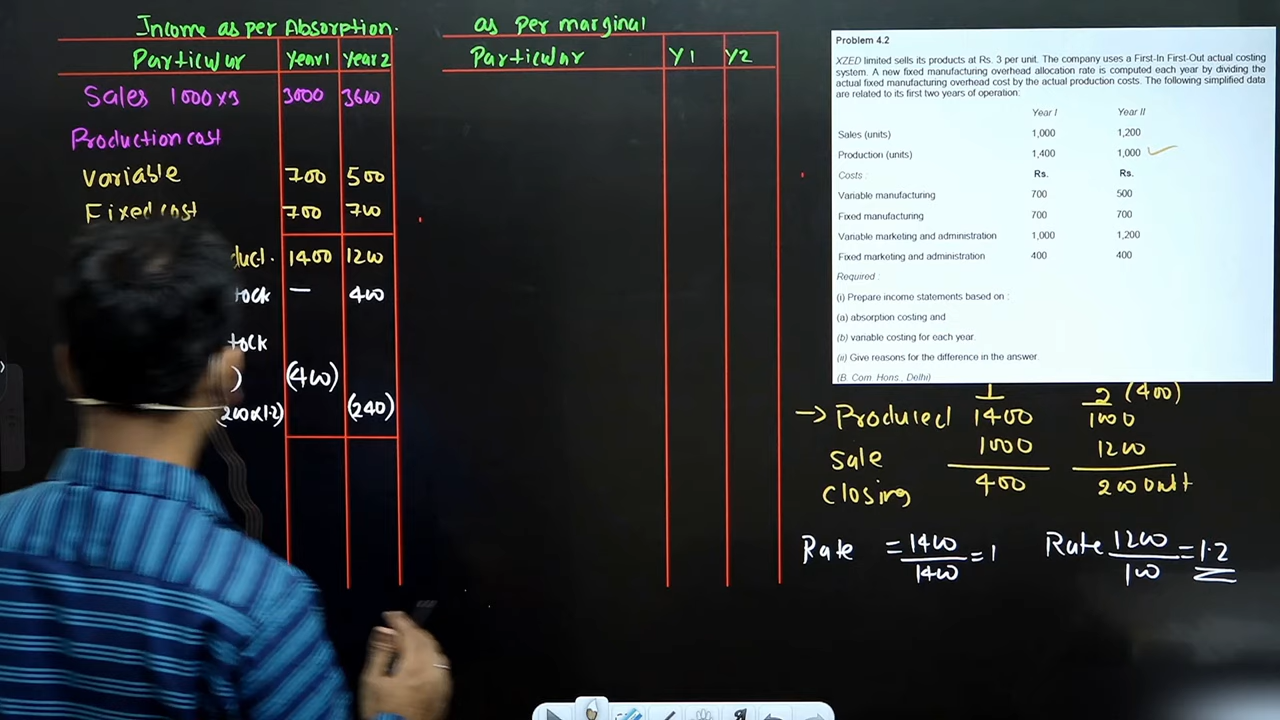 Income as per Absorption.
Particular Year 1 Year 2
Sales 1000 x 3 3000 3600
Production cost
Variable 700 500
Fixed cost 700 700
duct. 1400 1200
tock — 400
tock
) (400)
200x1.2) (240)
as per marginal
Particular Y1 Y2
Problem 4.2
XZED limited sells its products at Rs. 3 per unit. The company uses a First-In First-Out actual costing
system. A new fixed manufacturing overhead allocation rate is computed each year by dividing the
actual fixed manufacturing overhead cost by the actual production costs. The following simplified data
are related to its first two years of operation:
Year I Year II
Sales (units) 1,000 1,200
Production (units) 1,400 1,000
Costs : Rs. Rs.
Variable manufacturing 700 500
Fixed manufacturing 700 700
Variable marketing and administration 1,000 1,200
Fixed marketing and administration 400 400
Required :
(i) Prepare income statements based on :
(a) absorption costing and
(b) variable costing for each year.
(ii) Give reasons for the difference in the answer.
(B. Com. Hons., Delhi)
1 2 (400)
→ Produced 1400 1000
Sale 1000 1200
Closing 400 200 unit
Rate = 1400/1400 = 1 Rate 1200/100 = 1.2